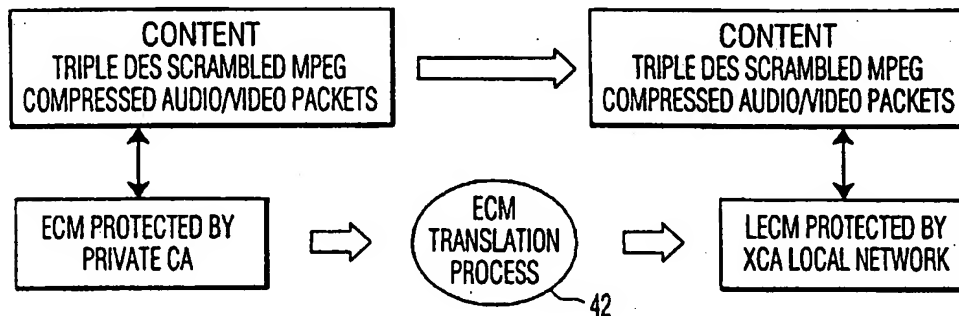 CONTENT
TRIPLE DES SCRAMBLED MPEG
COMPRESSED AUDIO/VIDEO PACKETS
CONTENT
TRIPLE DES SCRAMBLED MPEG
COMPRESSED AUDIO/VIDEO PACKETS
ECM PROTECTED BY
PRIVATE CA
ECM
TRANSLATION
PROCESS
42
LECM PROTECTED BY
XCA LOCAL NETWORK